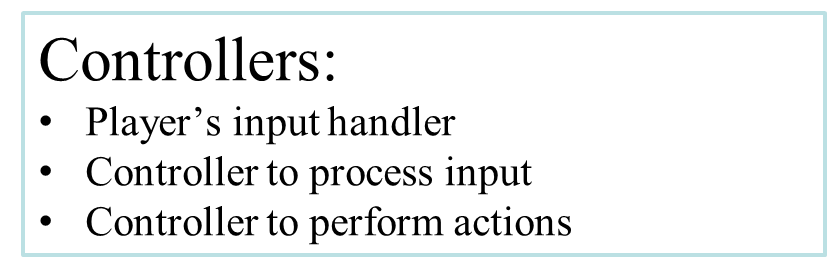 Controllers:
• Player’s input handler
• Controller to process input
• Controller to perform actions